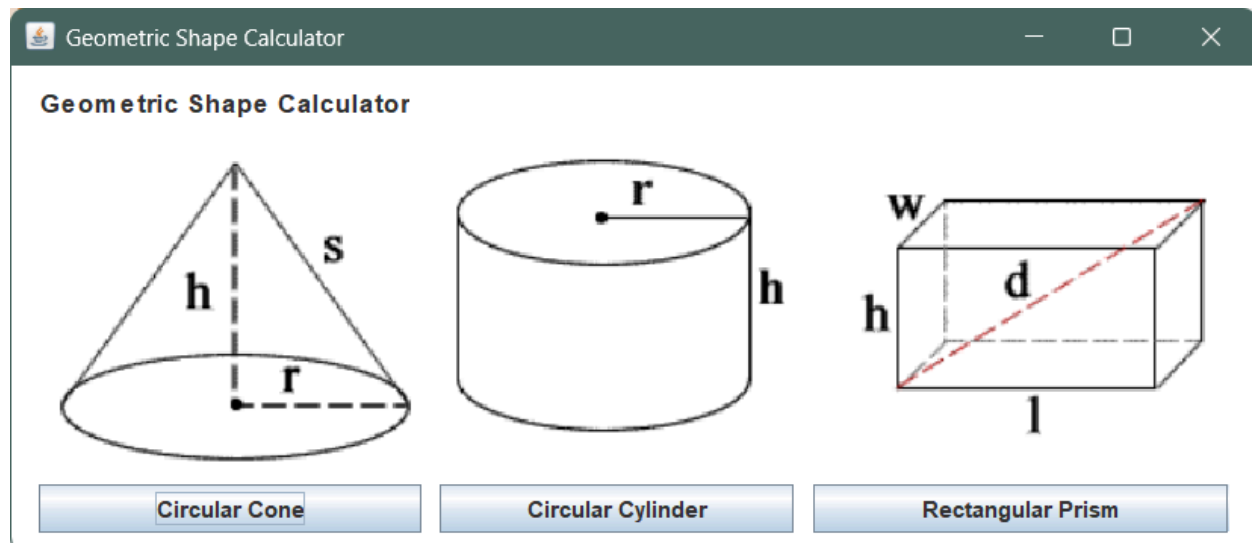 Geometric Shape Calculator
Geometric Shape Calculator
h s r
r h
w h d l
Circular Cone Circular Cylinder Rectangular Prism